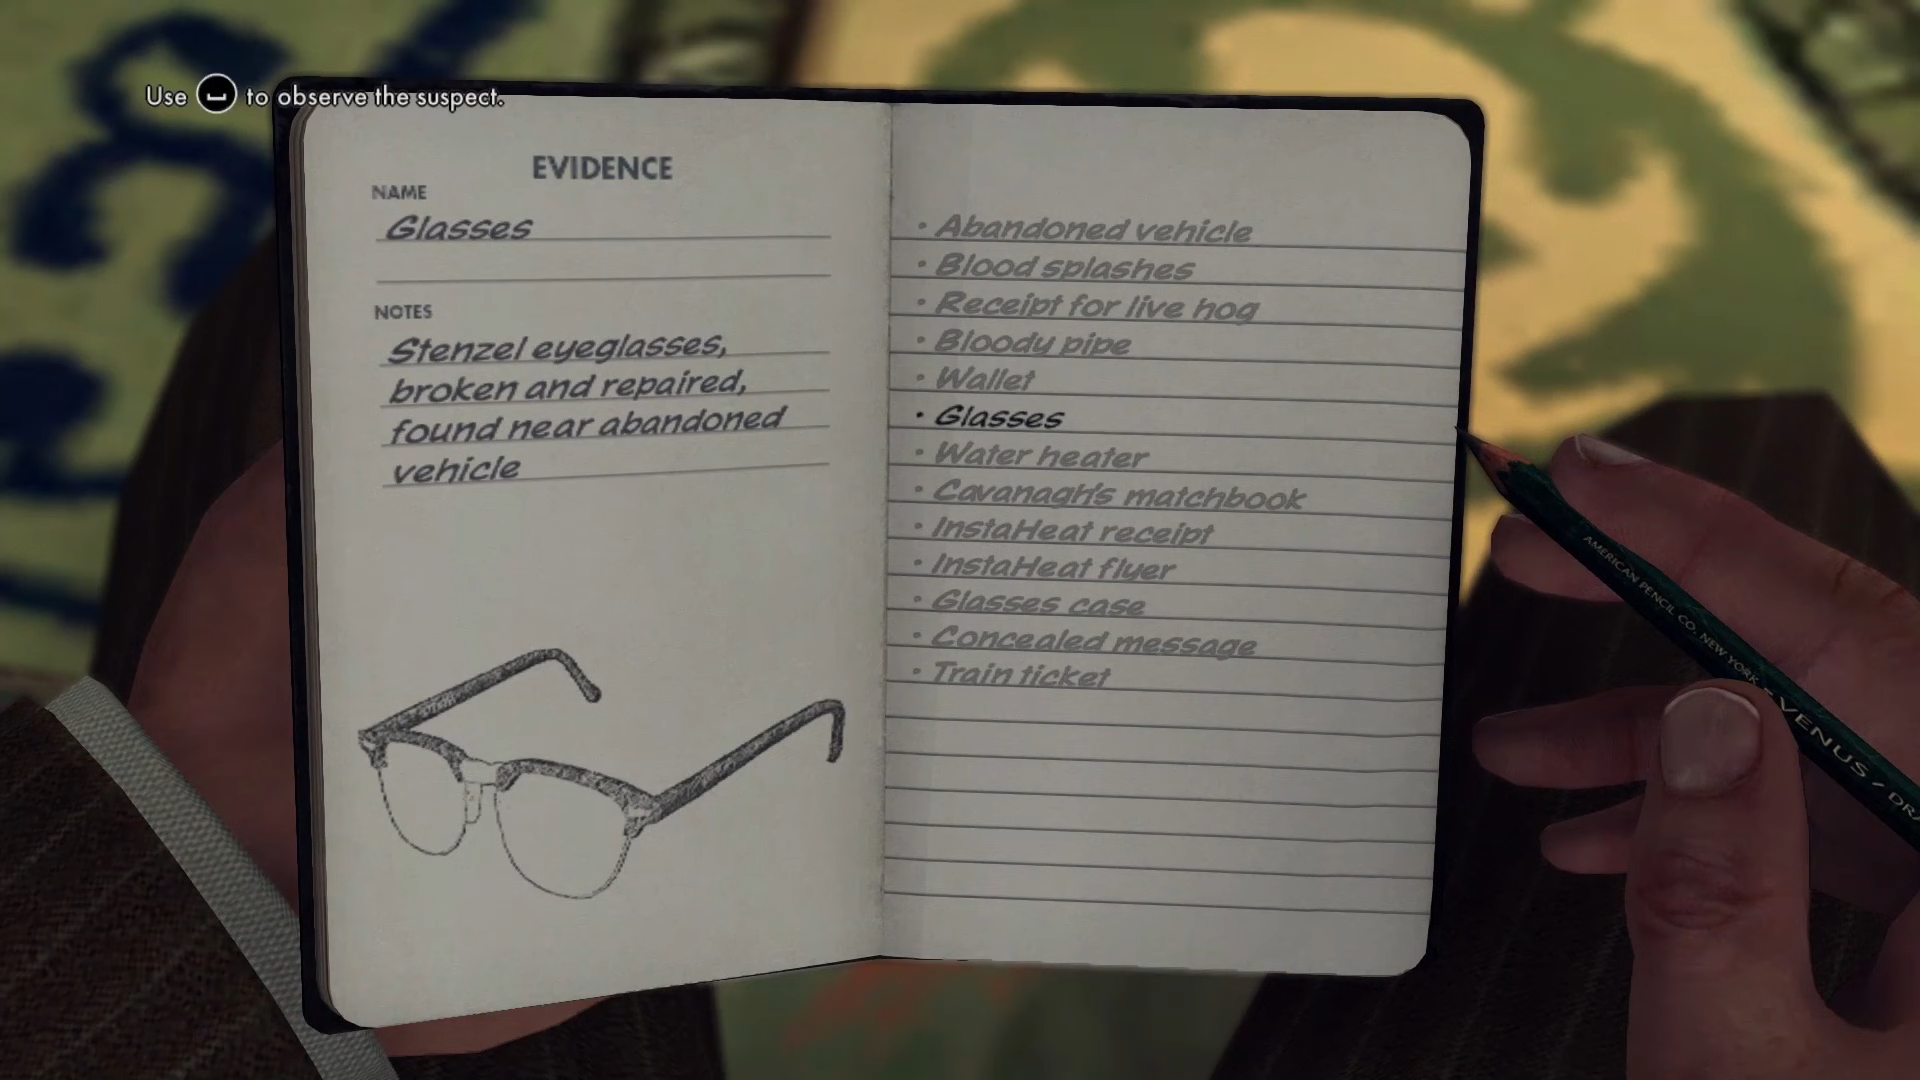 Use to observe the suspect.
EVIDENCE
NAME
Glasses
NOTES
Stenzel eyeglasses,
broken and repaired,
found near abandoned
vehicle
• Abandoned vehicle
• Blood splashes
• Receipt for live hog
• Bloody pipe
• Wallet
• Glasses
• Water heater
• Cavanagh's matchbook
• InstaHeat receipt
• InstaHeat flyer
• Glasses case
• Concealed message
• Train ticket
AMERICAN PENCIL CO. NEW YORK - VENUS / DRA